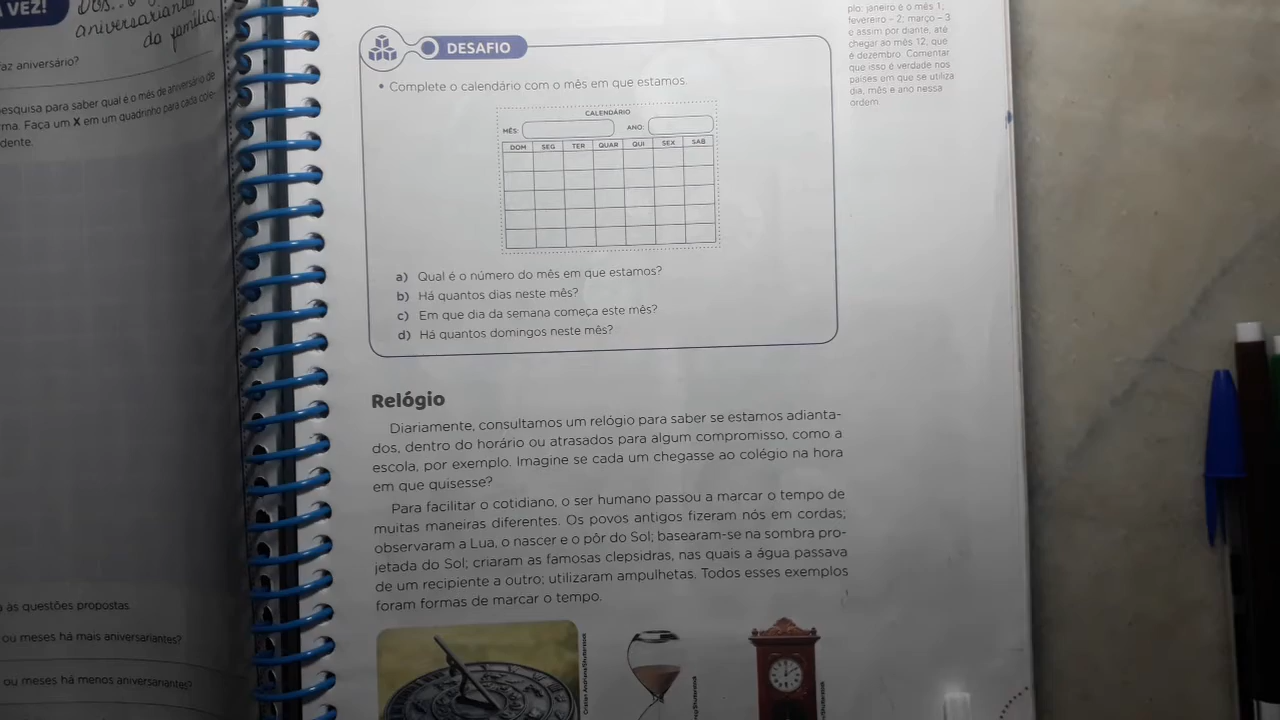 VEZ!
aniversariante
da família
faz aniversário?
esquisa para saber qual é o mês de aniversário de
ma. Faça um X em um quadrinho para cada cole-
dente.
a às questões propostas.
ou meses há mais aniversariantes?
ou meses há menos aniversariantes?
DESAFIO
• Complete o calendário com o mês em que estamos.
CALENDÁRIO
MÊS: ANO:
DOM SEG TER QUAR QUI SEX SAB
a) Qual é o número do mês em que estamos?
b) Há quantos dias neste mês?
c) Em que dia da semana começa este mês?
d) Há quantos domingos neste mês?
Relógio
Diariamente, consultamos um relógio para saber se estamos adianta-
dos, dentro do horário ou atrasados para algum compromisso, como a
escola, por exemplo. Imagine se cada um chegasse ao colégio na hora
em que quisesse?
Para facilitar o cotidiano, o ser humano passou a marcar o tempo de
muitas maneiras diferentes. Os povos antigos fizeram nós em cordas;
observaram a Lua, o nascer e o pôr do Sol; basearam-se na sombra pro-
jetada do Sol; criaram as famosas clepsidras, nas quais a água passava
de um recipiente a outro; utilizaram ampulhetas. Todos esses exemplos
foram formas de marcar o tempo.
plo: janeiro é o mês 1;
fevereiro – 2; março – 3
e assim por diante, até
chegar ao mês 12, que
é dezembro. Comentar
que isso é verdade nos
países em que se utiliza
dia, mês e ano nessa
ordem.